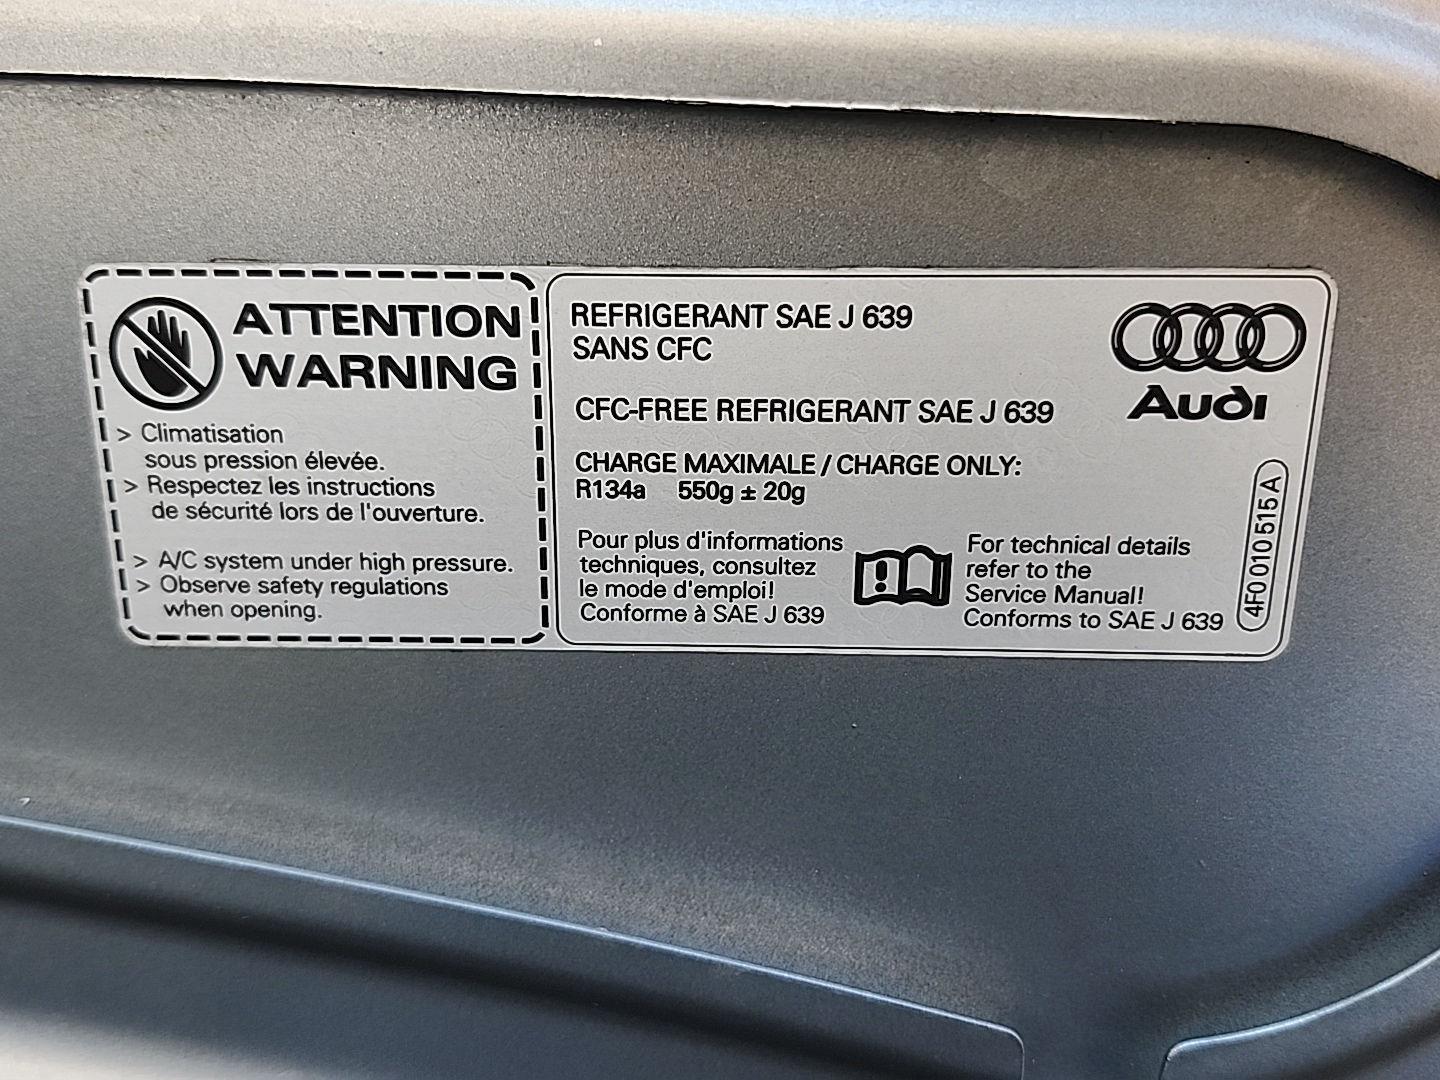 ATTENTION
WARNING
> Climatisation
sous pression élevée.
> Respectez les instructions
de sécurité lors de l'ouverture.
> A/C system under high pressure.
> Observe safety regulations
when opening.
REFRIGERANT SAE J 639
SANS CFC
CFC-FREE REFRIGERANT SAE J 639
CHARGE MAXIMALE / CHARGE ONLY:
R134a 550g ± 20g
Pour plus d'informations
techniques, consultez
le mode d'emploi!
Conforme à SAE J 639
For technical details
refer to the
Service Manual!
Conforms to SAE J 639
Audi
4F0 010 515 A